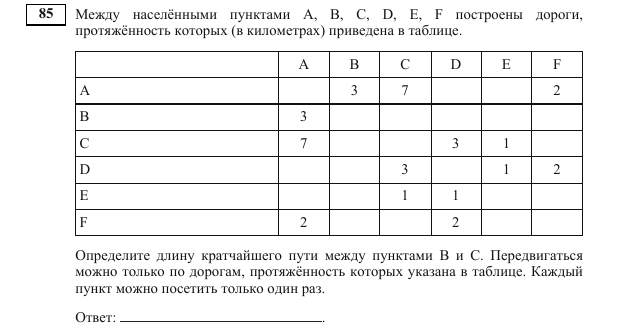 85 Между населёнными пунктами A, B, C, D, E, F построены дороги,
протяжённость которых (в километрах) приведена в таблице.
A B C D E F
A 3 7 2
B 3
C 7 3 1
D 3 1 2
E 1 1
F 2 2
Определите длину кратчайшего пути между пунктами B и C. Передвигаться
можно только по дорогам, протяжённость которых указана в таблице. Каждый
пункт можно посетить только один раз.
Ответ: .